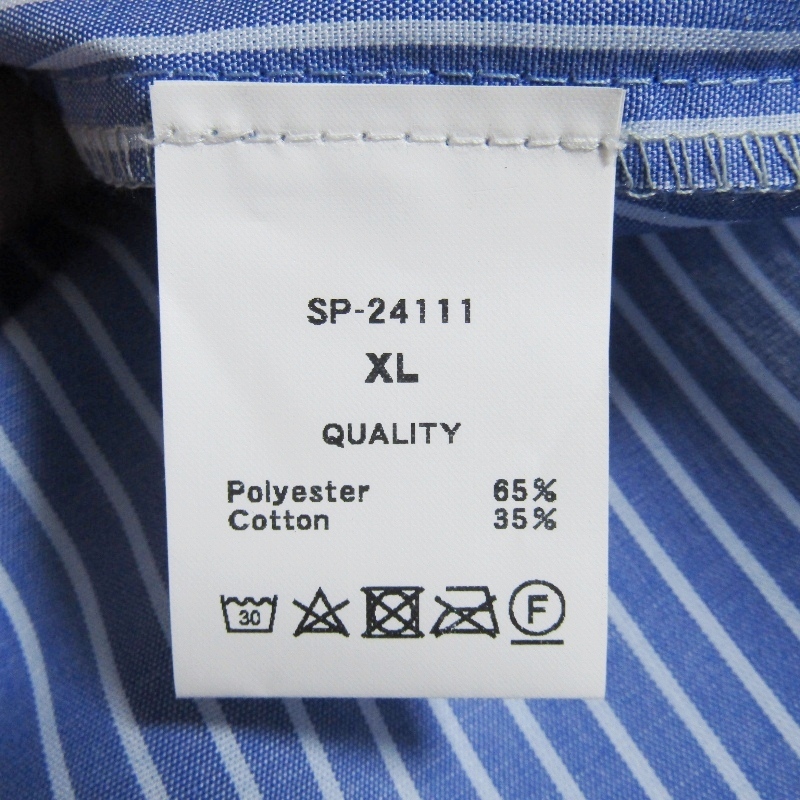 SP-24111
XL
QUALITY
Polyester 65%
Cotton 35%
30 F